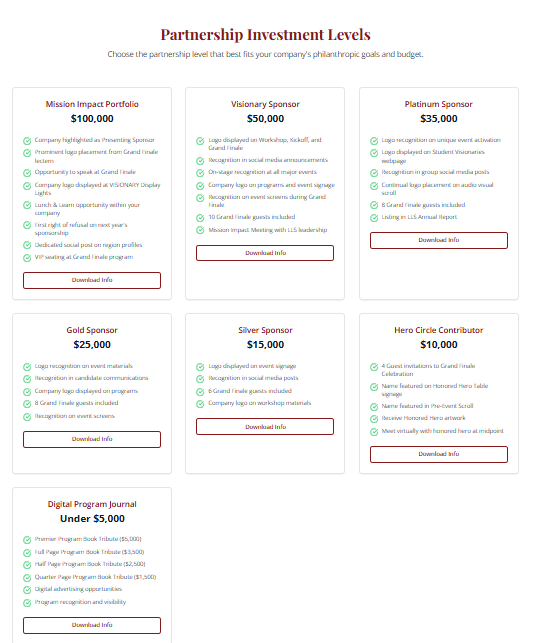 Partnership Investment Levels
Choose the partnership level that best fits your company's philanthropic goals and budget.
Mission Impact Portfolio
$100,000
Company highlighted as Presenting Sponsor
Prominent logo placement from Grand Finale
lectern
Opportunity to speak at Grand Finale
Company logo displayed at VISIONARY Display
Lights
Lunch & Learn opportunity within your
company
First right of refusal on next year's
sponsorship
Dedicated social post on region profiles
VIP seating at Grand Finale program
Download Info
Visionary Sponsor
$50,000
Logo displayed on Workshop, Kickoff, and
Grand Finale
Recognition in social media announcements
On-stage recognition at all major events
Company logo on programs and event signage
Recognition on event screens during Grand
Finale
10 Grand Finale guests included
Mission Impact Meeting with LLS leadership
Download Info
Platinum Sponsor
$35,000
Logo recognition on unique event activation
Logo displayed on Student Visionaries
webpage
Recognition in group social media posts
Continual logo placement on audio visual
scroll
8 Grand Finale guests included
Listing in LLS Annual Report
Download Info
Gold Sponsor
$25,000
Logo recognition on event materials
Recognition in candidate communications
Company logo displayed on programs
8 Grand Finale guests included
Recognition on event screens
Download Info
Silver Sponsor
$15,000
Logo displayed on event signage
Recognition in social media posts
6 Grand Finale guests included
Company logo on workshop materials
Download Info
Hero Circle Contributor
$10,000
4 Guest invitations to Grand Finale
Celebration
Name featured on Honored Hero Table
signage
Name featured in Pre-Event Scroll
Receive Honored Hero artwork
Meet virtually with honored hero at midpoint
Download Info
Digital Program Journal
Under $5,000
Premier Program Book Tribute ($5,000)
Full Page Program Book Tribute ($3,500)
Half Page Program Book Tribute ($2,500)
Quarter Page Program Book Tribute ($1,500)
Digital advertising opportunities
Program recognition and visibility
Download Info